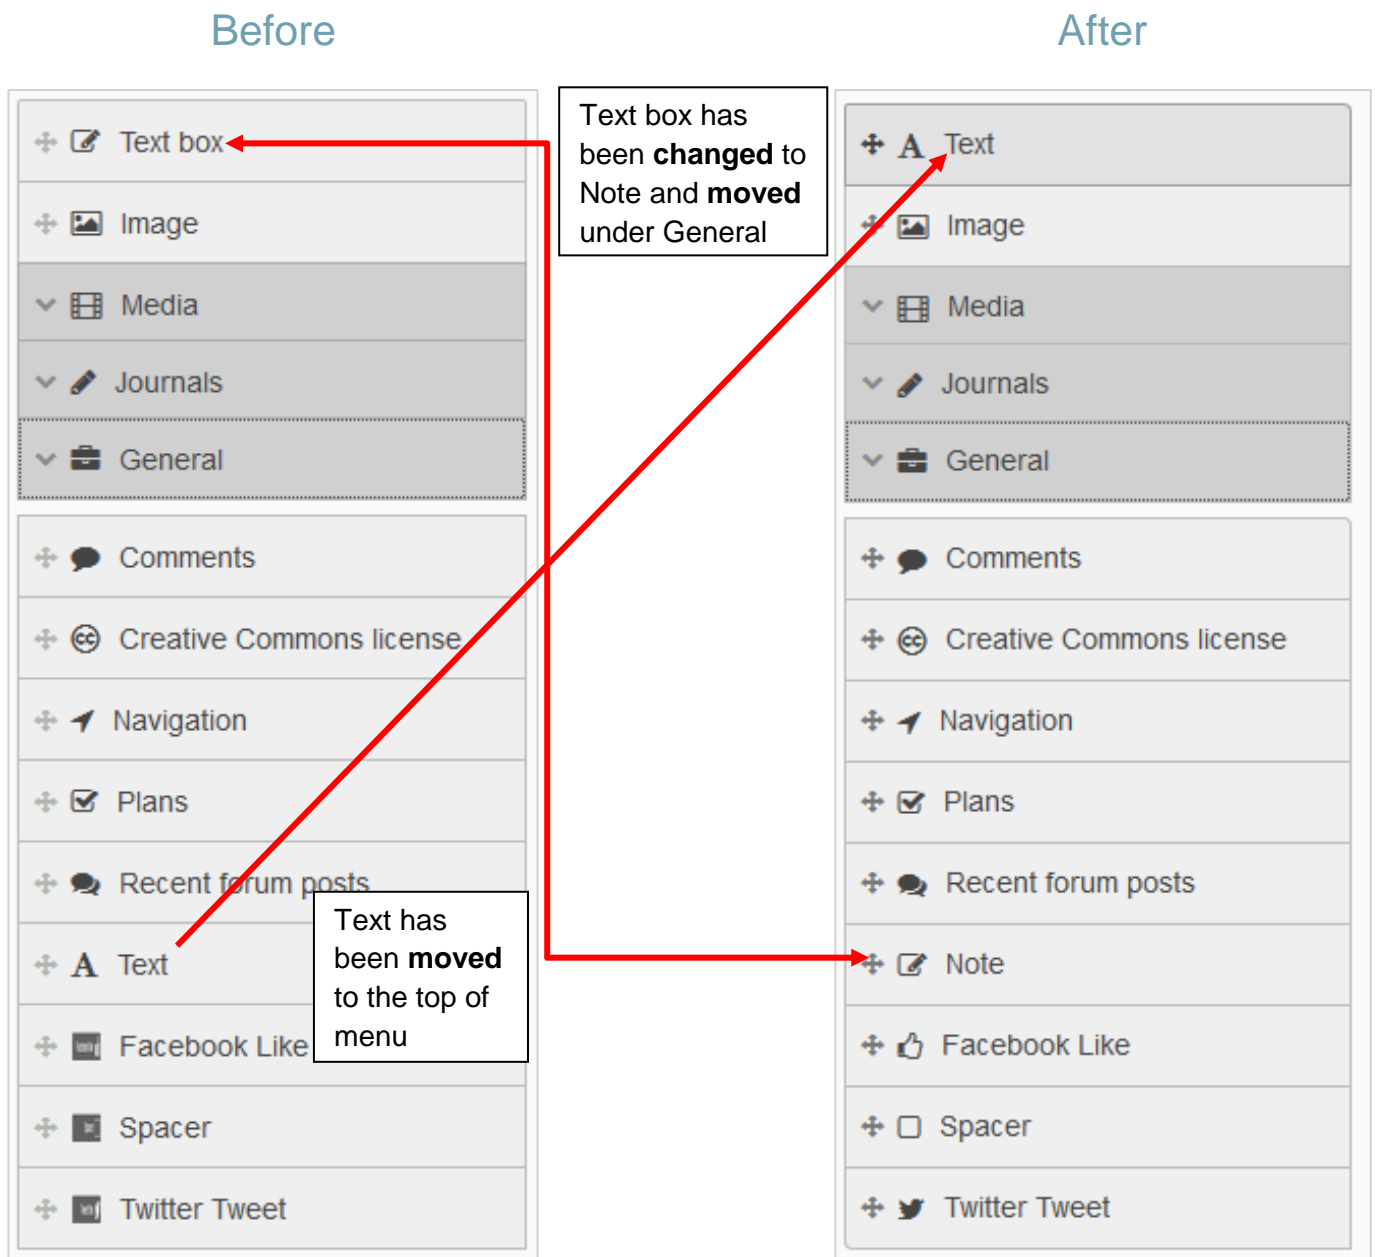 Before
After
Text box
Image
Media
Journals
General
Comments
Creative Commons license
Navigation
Plans
Recent forum posts
Text
Facebook Like
Spacer
Twitter Tweet
Text box has
been changed to
Note and moved
under General
Text has
been moved
to the top of
menu
Text
Image
Media
Journals
General
Comments
Creative Commons license
Navigation
Plans
Recent forum posts
Note
Facebook Like
Spacer
Twitter Tweet